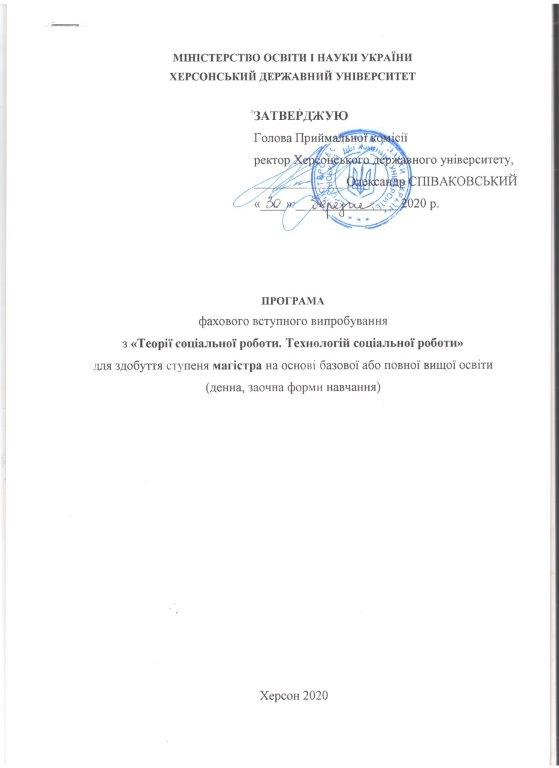 МІНІСТЕРСТВО ОСВІТИ І НАУКИ УКРАЇНИ
ХЕРСОНСЬКИЙ ДЕРЖАВНИЙ УНІВЕРСИТЕТ
ЗАТВЕРДЖУЮ
Голова Приймальної комісії
ректор Херсонського державного університету,
Олександр СПІВАКОВСЬКИЙ
« 30 » березня 2020 р.
ПРОГРАМА
фахового вступного випробування
з «Теорії соціальної роботи. Технологій соціальної роботи»
для здобуття ступеня магістра на основі базової або повної вищої освіти
(денна, заочна форми навчання)
Херсон 2020